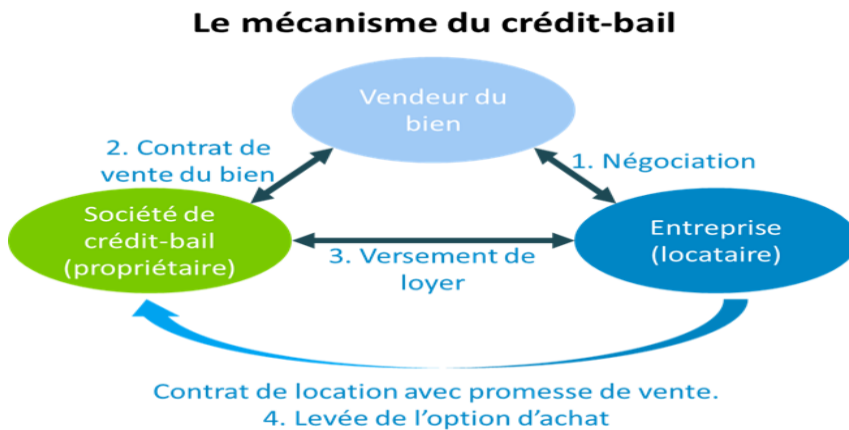 Le mécanisme du crédit-bail
Vendeur du
bien
2. Contrat de
vente du bien
1. Négociation
Société de
crédit-bail
(propriétaire)
Entreprise
(locataire)
3. Versement de
loyer
Contrat de location avec promesse de vente.
4. Levée de l’option d’achat